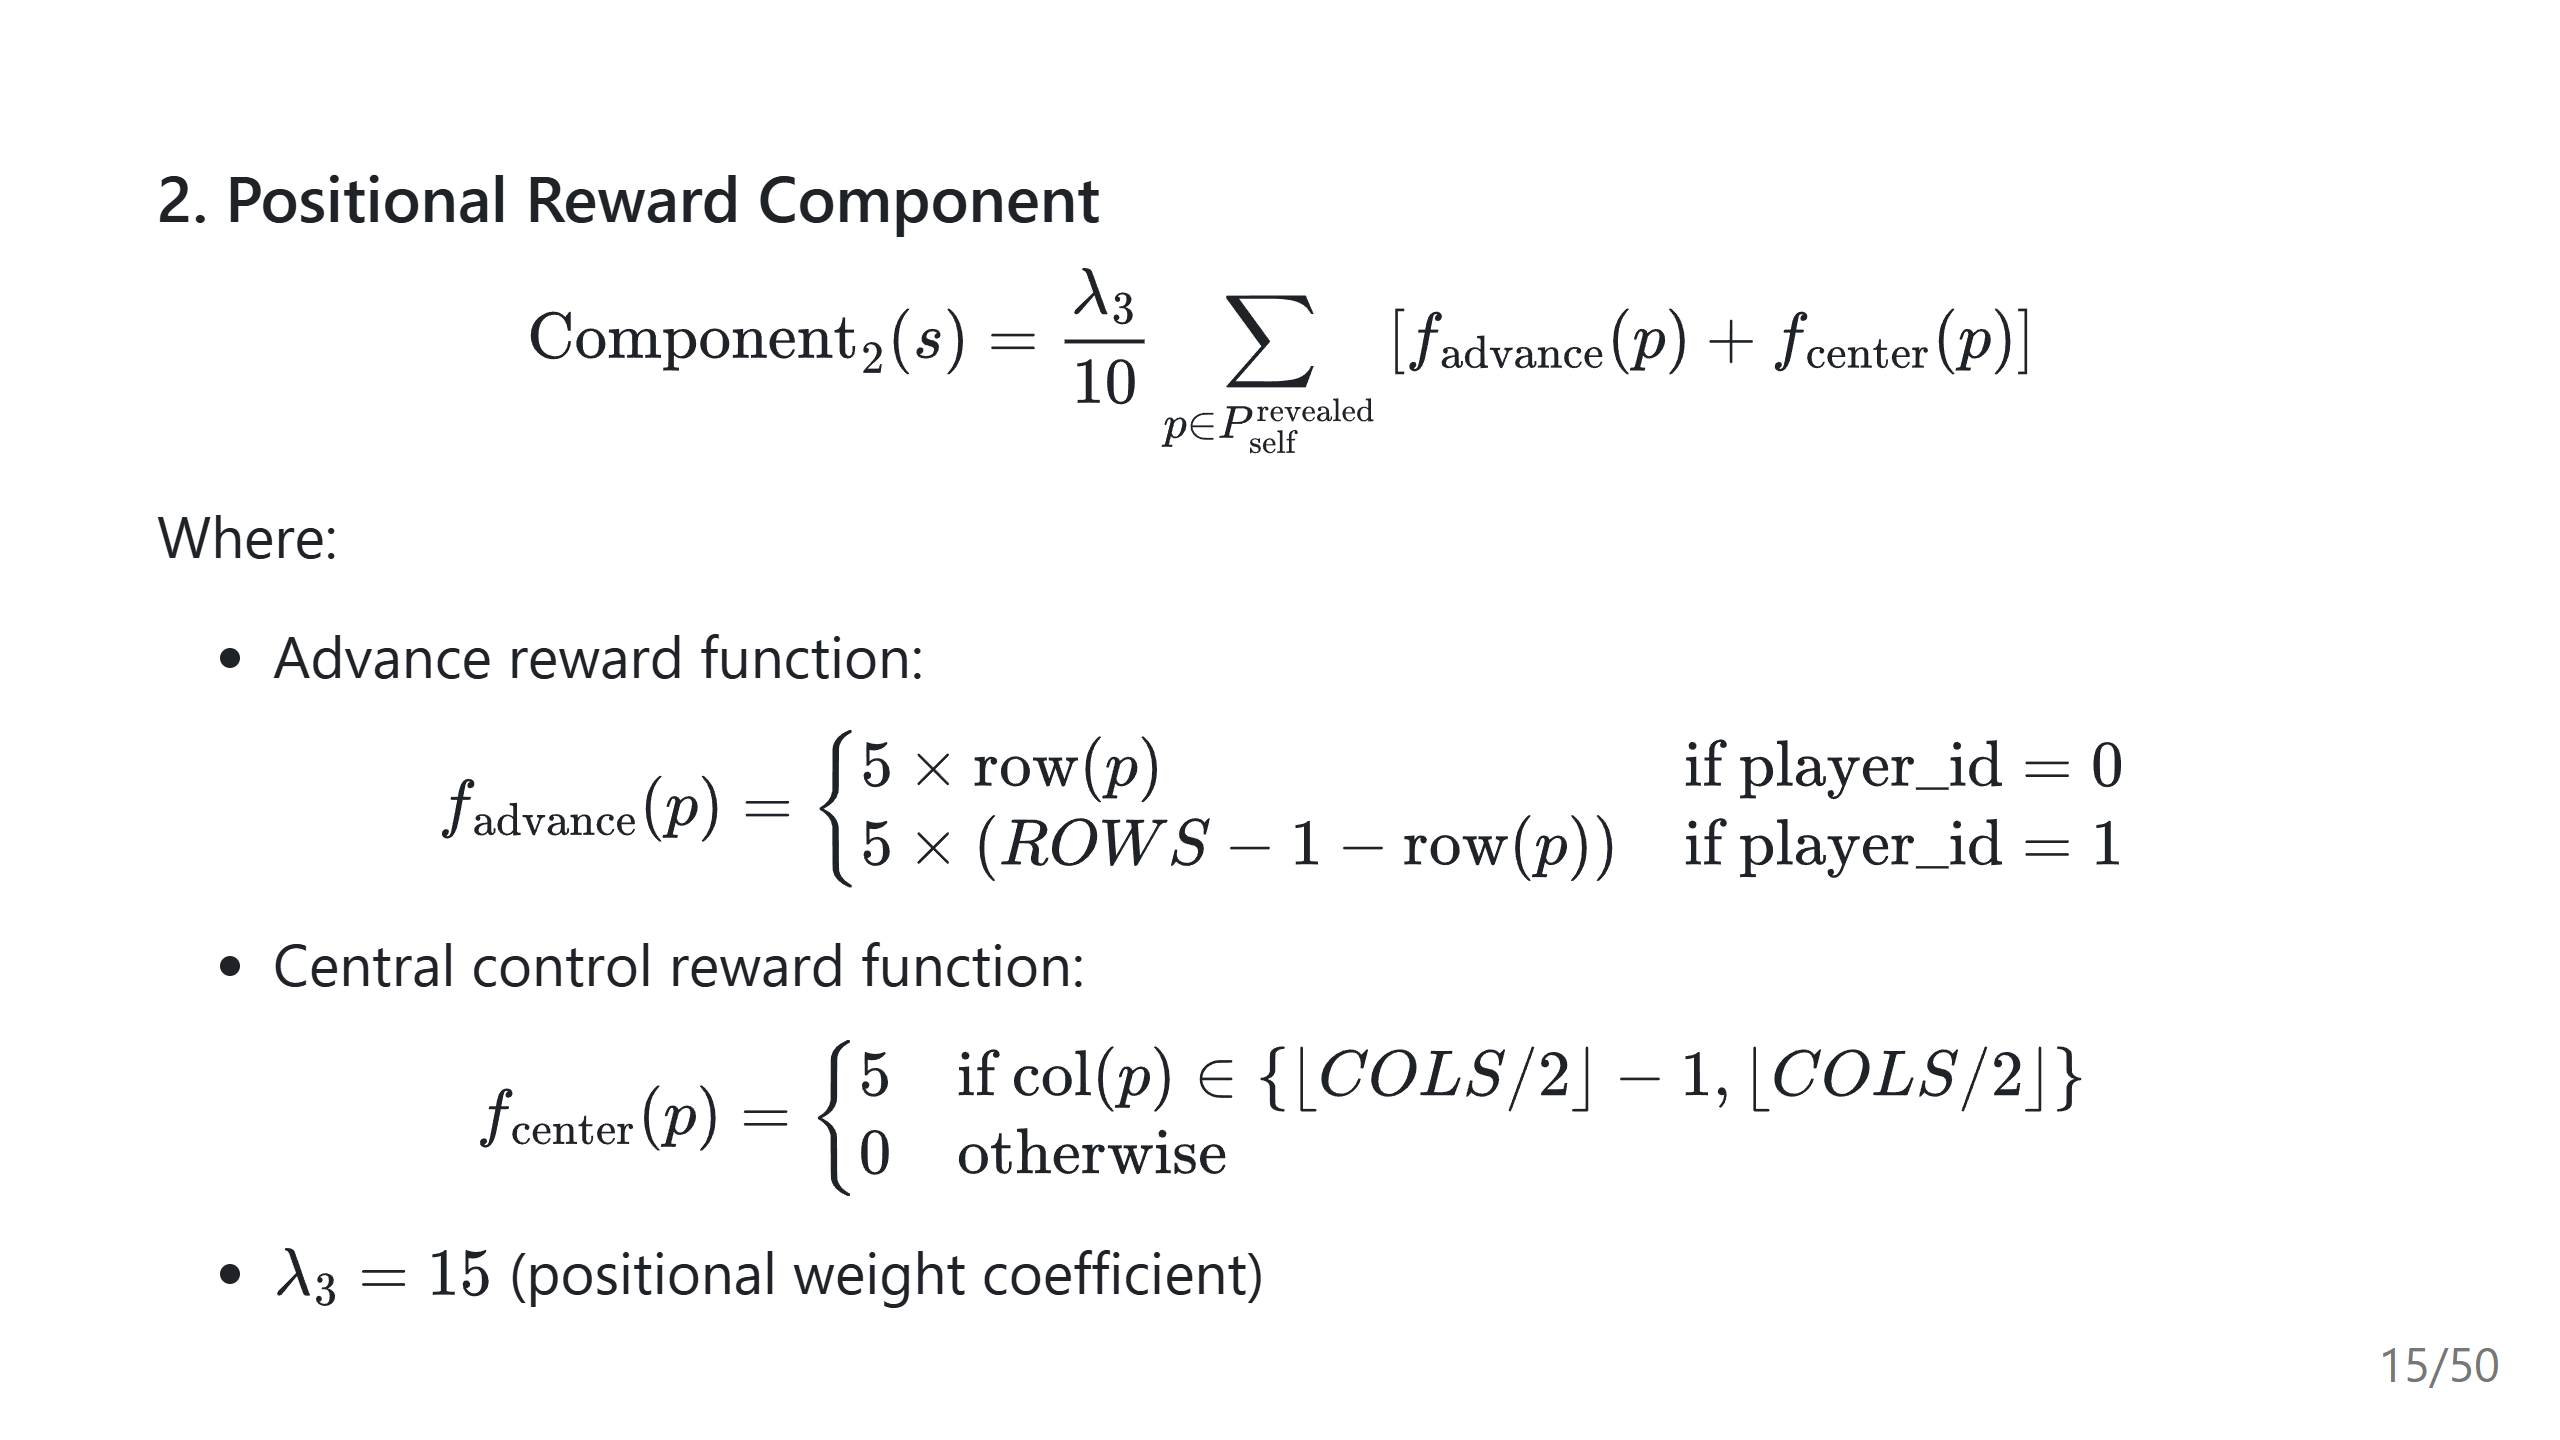 2. Positional Reward Component
Component₂(s) = λ₃/10 ∑_{p∈P_self^revealed} [f_advance(p) + f_center(p)]
Where:
• Advance reward function:
f_advance(p) = { 5 × row(p) if player_id = 0
5 × (ROWS − 1 − row(p)) if player_id = 1
• Central control reward function:
f_center(p) = { 5 if col(p) ∈ {⌊COLS/2⌋ − 1, ⌊COLS/2⌋}
0 otherwise
• λ₃ = 15 (positional weight coefficient)
15/50